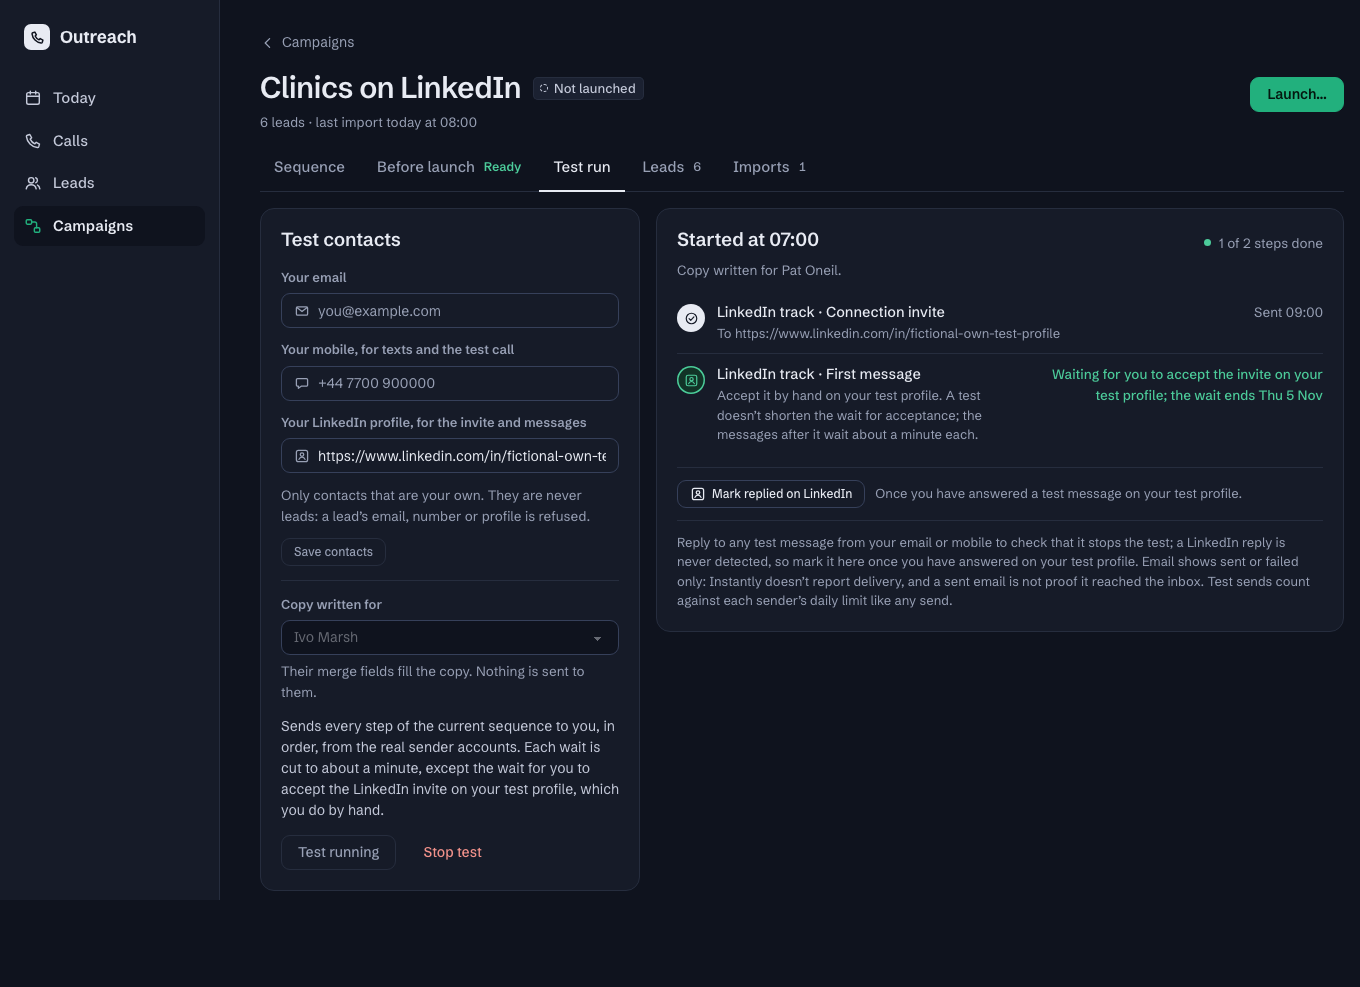 Outreach
Today
Calls
Leads
Campaigns
Campaigns
Clinics on LinkedIn
Not launched
Launch...
6 leads · last import today at 08:00
Sequence
Before launch Ready
Test run
Leads 6
Imports 1
Test contacts
Your email
you@example.com
Your mobile, for texts and the test call
+44 7700 900000
Your LinkedIn profile, for the invite and messages
https://www.linkedin.com/in/fictional-own-te
Only contacts that are your own. They are never
leads: a lead's email, number or profile is refused.
Save contacts
Copy written for
Ivo Marsh
Their merge fields fill the copy. Nothing is sent to
them.
Sends every step of the current sequence to you, in
order, from the real sender accounts. Each wait is
cut to about a minute, except the wait for you to
accept the LinkedIn invite on your test profile, which
you do by hand.
Test running
Stop test
Started at 07:00
1 of 2 steps done
Copy written for Pat Oneil.
LinkedIn track · Connection invite
Sent 09:00
To https://www.linkedin.com/in/fictional-own-test-profile
LinkedIn track · First message
Accept it by hand on your test profile. A test
doesn't shorten the wait for acceptance; the
messages after it wait about a minute each.
Waiting for you to accept the invite on your
test profile; the wait ends Thu 5 Nov
Mark replied on LinkedIn
Once you have answered a test message on your test profile.
Reply to any test message from your email or mobile to check that it stops the test; a LinkedIn reply is
never detected, so mark it here once you have answered on your test profile. Email shows sent or failed
only: Instantly doesn't report delivery, and a sent email is not proof it reached the inbox. Test sends count
against each sender's daily limit like any send.